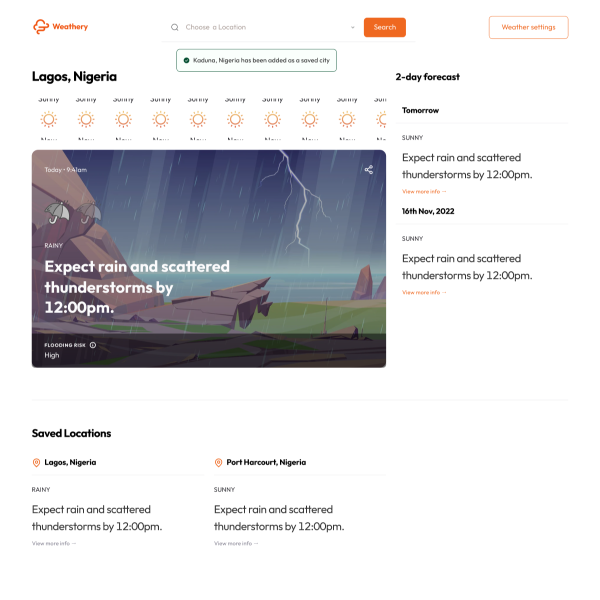 Weathery
Choose a Location
Search
Weather settings
Kaduna, Nigeria has been added as a saved city
Lagos, Nigeria
2-day forecast
Sunny Sunny Sunny Sunny Sunny Sunny Sunny Sunny Sunny Sun
Now Now Now Now Now Now Now Now Now
Tomorrow
SUNNY
Expect rain and scattered
thunderstorms by 12:00pm.
View more info →
16th Nov, 2022
SUNNY
Expect rain and scattered
thunderstorms by 12:00pm.
View more info →
Today • 9:41am
RAINY
Expect rain and scattered
thunderstorms by
12:00pm.
FLOODING RISK
High
Saved Locations
Lagos, Nigeria
RAINY
Expect rain and scattered
thunderstorms by 12:00pm.
View more info →
Port Harcourt, Nigeria
SUNNY
Expect rain and scattered
thunderstorms by 12:00pm.
View more info →